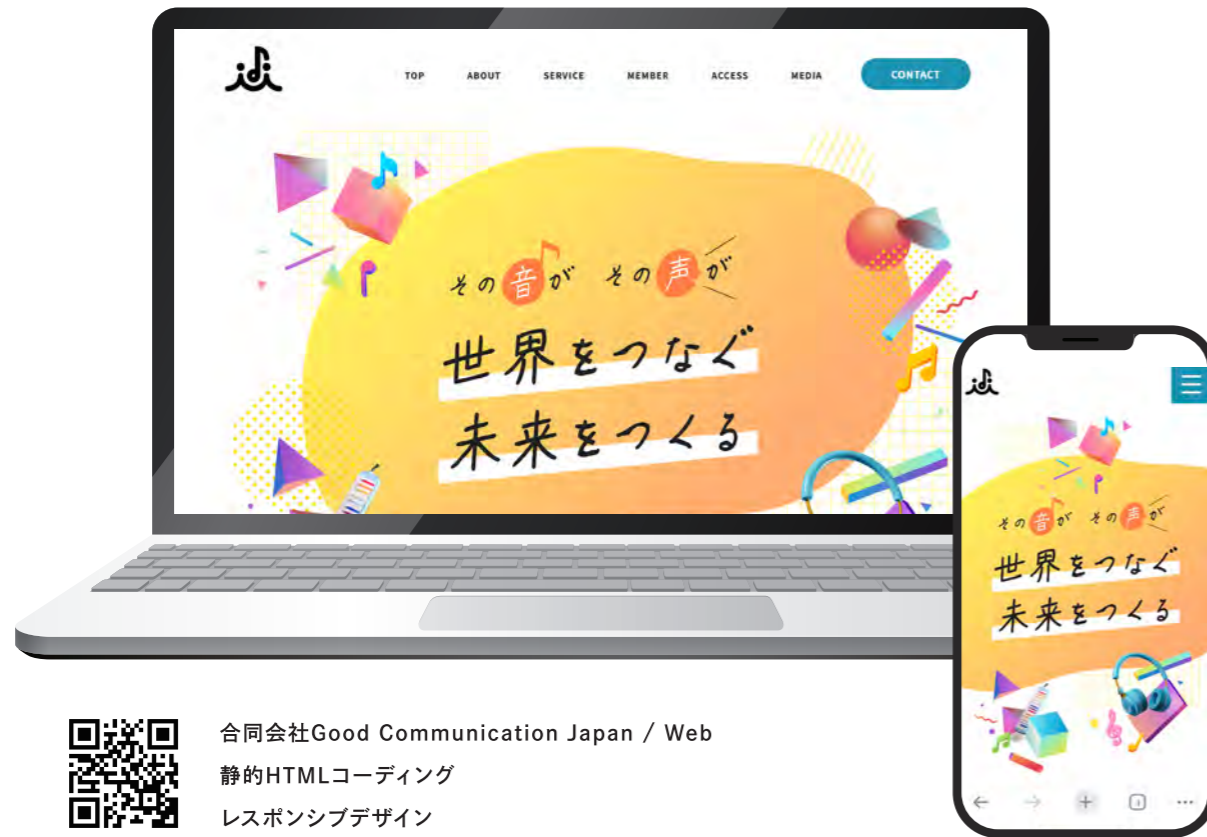 TOP ABOUT SERVICE MEMBER ACCESS MEDIA CONTACT
その音が その声が
世界をつなぐ
未来をつくる
その音が その声が
世界をつなぐ
未来をつくる
合同会社Good Communication Japan / Web
静的HTMLコーディング
レスポンシブデザイン